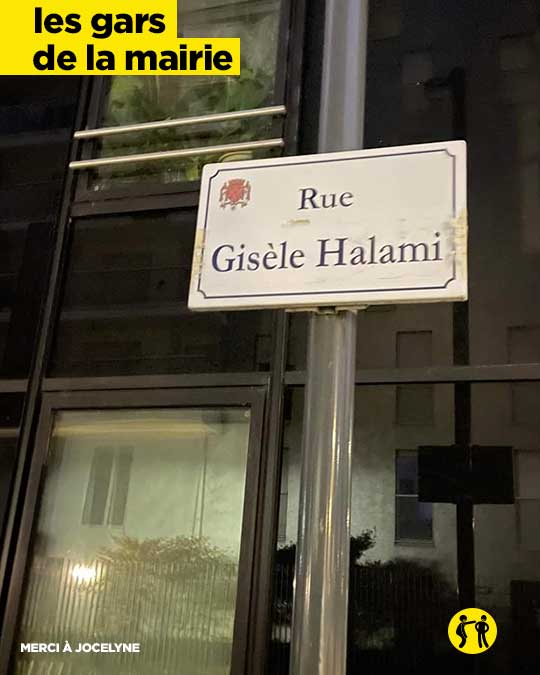 les gars
de la mairie
Rue
Gisèle Halami
MERCI À JOCELYNE